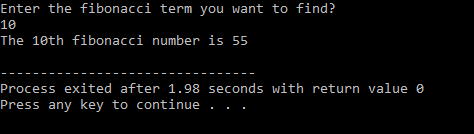 Enter the fibonacci term you want to find?
10
The 10th fibonacci number is 55
--------------------------------
Process exited after 1.98 seconds with return value 0
Press any key to continue . . .